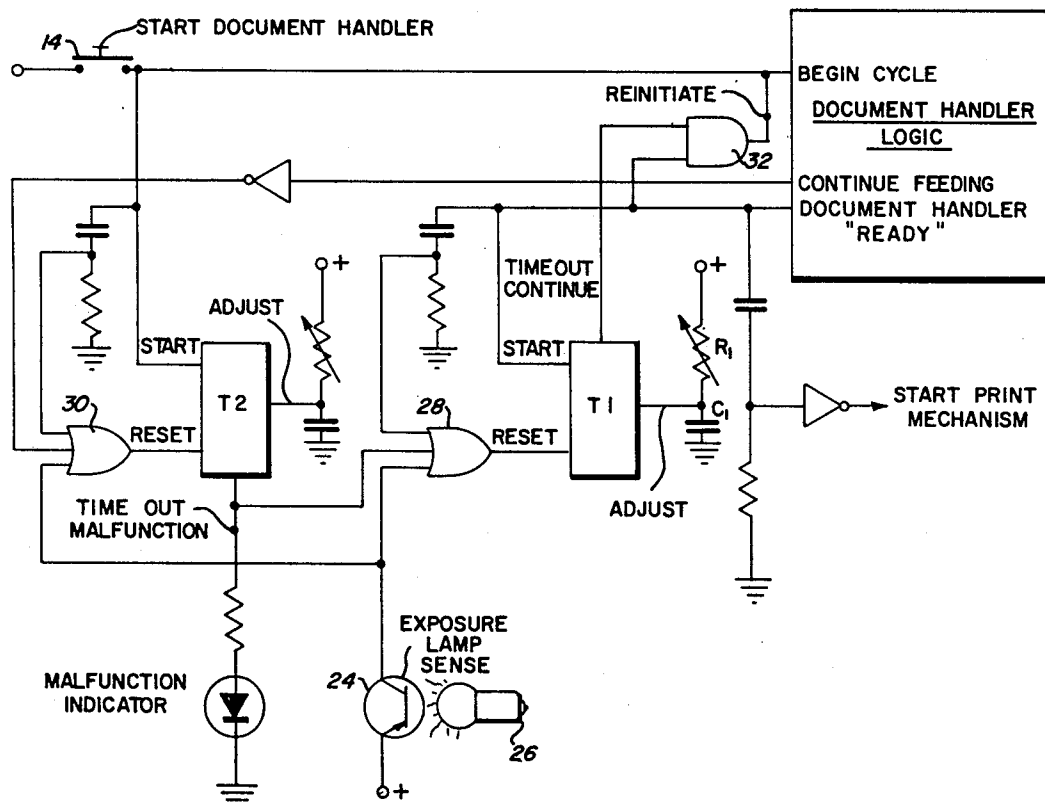 START DOCUMENT HANDLER
14
BEGIN CYCLE
REINITIATE
DOCUMENT HANDLER
LOGIC
32
CONTINUE FEEDING
DOCUMENT HANDLER
"READY"
+
+
TIMEOUT
CONTINUE
ADJUST
START
START
R1
T2
T1
C1
30
28
START PRINT
MECHANISM
RESET
RESET
TIME OUT
MALFUNCTION
ADJUST
EXPOSURE
LAMP
SENSE
24
MALFUNCTION
INDICATOR
26
+